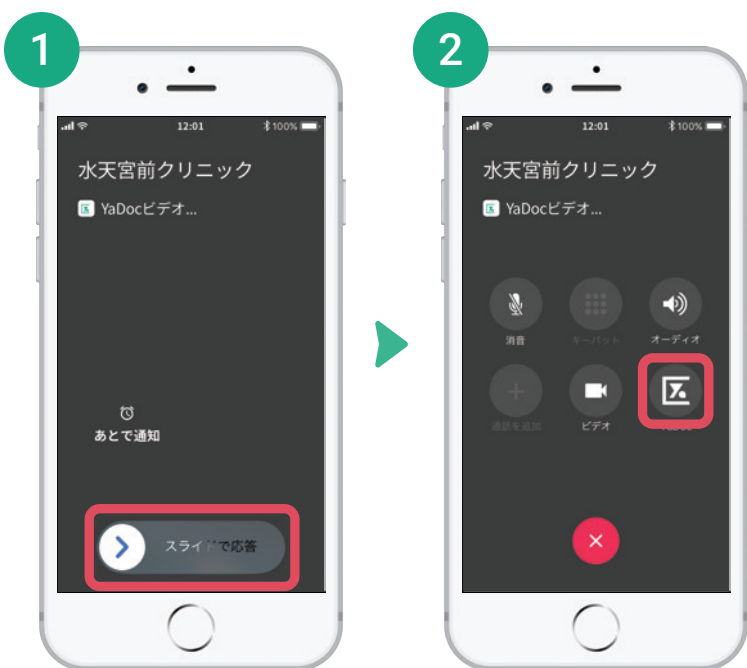 1
12:01
100%
水天宮前クリニック
YaDocビデオ...
あとで通知
スライドで応答
2
12:01
100%
水天宮前クリニック
YaDocビデオ...
消音
キーパット
オーディオ
通話を追加
ビデオ